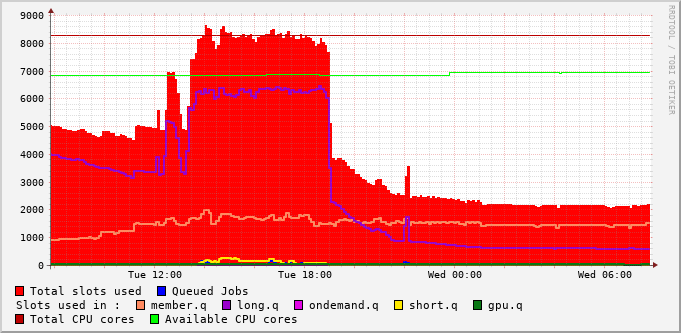 9000
8000
7000
6000
5000
4000
3000
2000
1000
0
Tue 12:00 Tue 18:00 Wed 00:00 Wed 06:00
RRDTOOL / TOBI OETIKER
Total slots used Queued Jobs
Slots used in : member.q long.q ondemand.q short.q gpu.q
Total CPU cores Available CPU cores